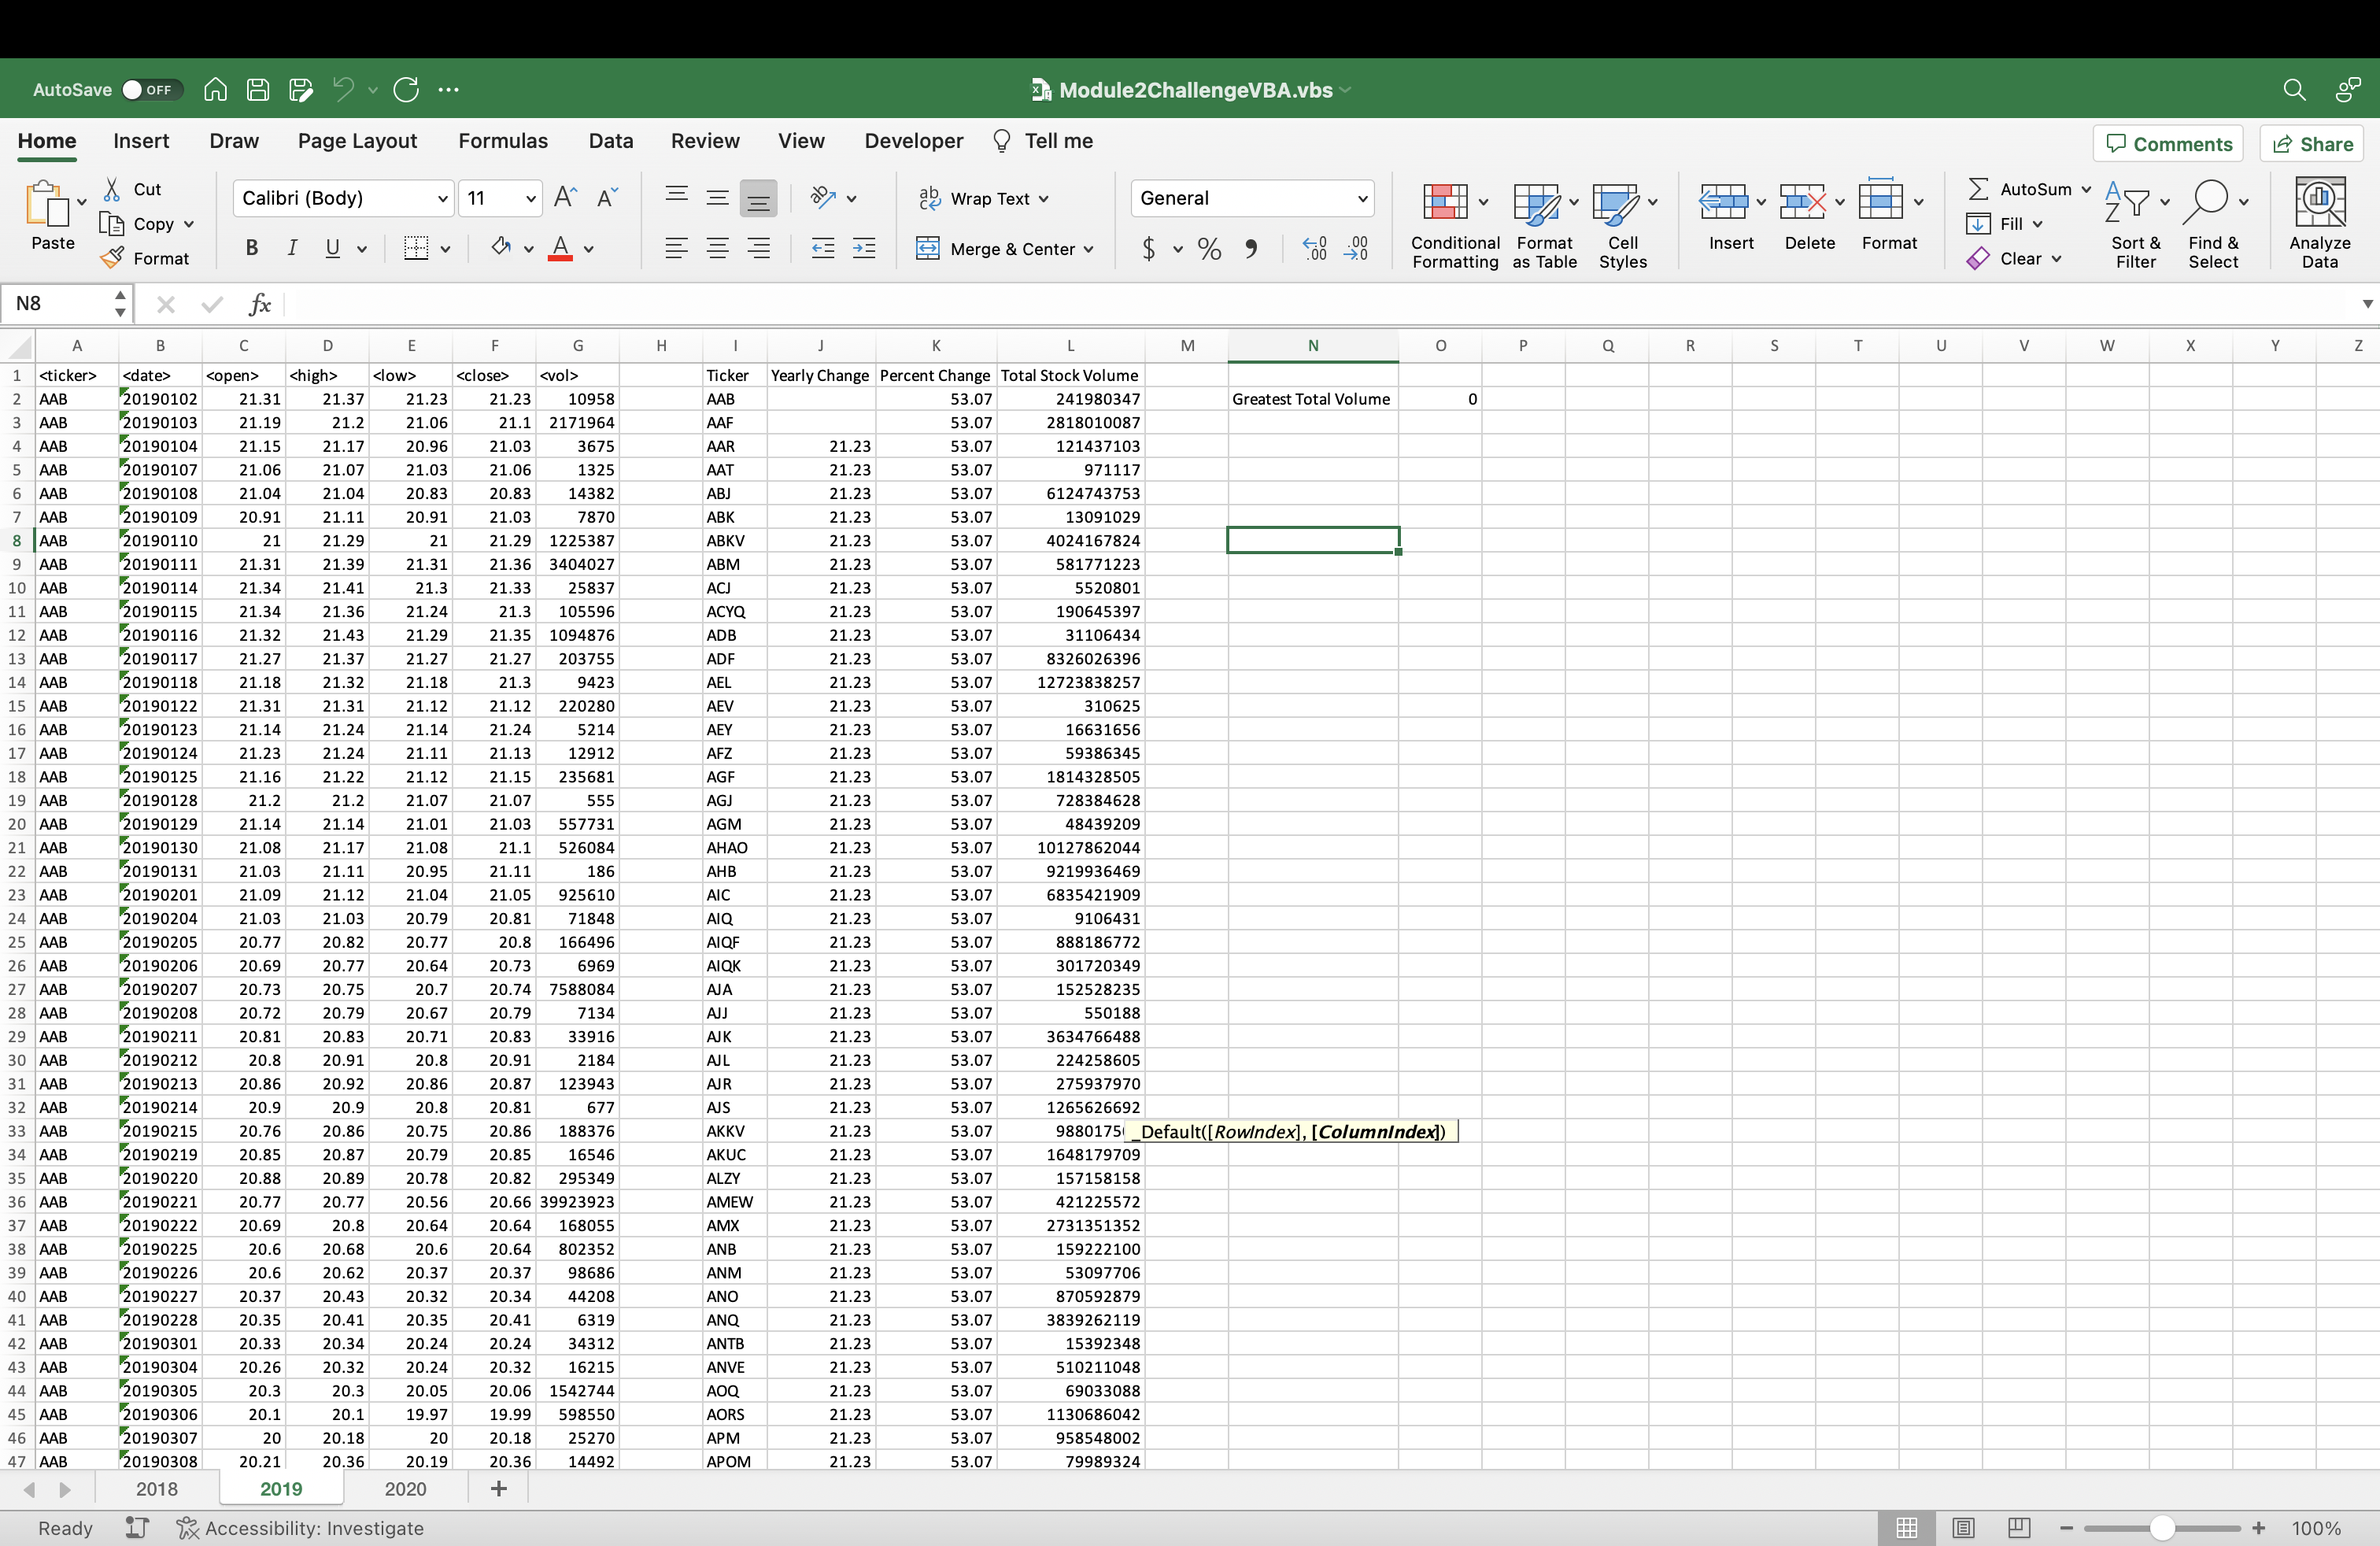 AutoSave OFF Module2ChallengeVBA.vbs
Home Insert Draw Page Layout Formulas Data Review View Developer Tell me Comments Share
Paste Cut Copy Format Calibri (Body) 11 B I U A Wrap Text Merge & Center General $ % Conditional Formatting Format as Table Cell Styles Insert Delete Format AutoSum Fill Clear Sort & Filter Find & Select Analyze Data
N8 fx
A B C D E F G H I J K L M N O P Q R S T U V W X Y Z
1 <ticker> <date> <open> <high> <low> <close> <vol> Ticker Yearly Change Percent Change Total Stock Volume
2 AAB 20190102 21.31 21.37 21.23 21.23 10958 AAB 53.07 241980347 Greatest Total Volume 0
3 AAB 20190103 21.19 21.2 21.06 21.1 2171964 AAF 53.07 2818010087
4 AAB 20190104 21.15 21.17 20.96 21.03 3675 AAR 21.23 53.07 121437103
5 AAB 20190107 21.06 21.07 21.03 21.06 1325 AAT 21.23 53.07 971117
6 AAB 20190108 21.04 21.04 20.83 20.83 14382 ABJ 21.23 53.07 6124743753
7 AAB 20190109 20.91 21.11 20.91 21.03 7870 ABK 21.23 53.07 13091029
8 AAB 20190110 21 21.29 21 21.29 1225387 ABKV 21.23 53.07 4024167824
9 AAB 20190111 21.31 21.39 21.31 21.36 3404027 ABM 21.23 53.07 581771223
10 AAB 20190114 21.34 21.41 21.3 21.33 25837 ACJ 21.23 53.07 5520801
11 AAB 20190115 21.34 21.36 21.24 21.3 105596 ACYQ 21.23 53.07 190645397
12 AAB 20190116 21.32 21.43 21.29 21.35 1094876 ADB 21.23 53.07 31106434
13 AAB 20190117 21.27 21.37 21.27 21.27 203755 ADF 21.23 53.07 8326026396
14 AAB 20190118 21.18 21.32 21.18 21.3 9423 AEL 21.23 53.07 12723838257
15 AAB 20190122 21.31 21.31 21.12 21.12 220280 AEV 21.23 53.07 310625
16 AAB 20190123 21.14 21.24 21.14 21.24 5214 AEY 21.23 53.07 16631656
17 AAB 20190124 21.23 21.24 21.11 21.13 12912 AFZ 21.23 53.07 59386345
18 AAB 20190125 21.16 21.22 21.12 21.15 235681 AGF 21.23 53.07 1814328505
19 AAB 20190128 21.2 21.2 21.07 21.07 555 AGJ 21.23 53.07 728384628
20 AAB 20190129 21.14 21.14 21.01 21.03 557731 AGM 21.23 53.07 48439209
21 AAB 20190130 21.08 21.17 21.08 21.1 526084 AHAO 21.23 53.07 10127862044
22 AAB 20190131 21.03 21.11 20.95 21.11 186 AHB 21.23 53.07 9219936469
23 AAB 20190201 21.09 21.12 21.04 21.05 925610 AIC 21.23 53.07 6835421909
24 AAB 20190204 21.03 21.03 20.79 20.81 71848 AIQ 21.23 53.07 9106431
25 AAB 20190205 20.77 20.82 20.77 20.8 166496 AIQF 21.23 53.07 888186772
26 AAB 20190206 20.69 20.77 20.64 20.73 6969 AIQK 21.23 53.07 301720349
27 AAB 20190207 20.73 20.75 20.7 20.74 7588084 AJA 21.23 53.07 152528235
28 AAB 20190208 20.72 20.79 20.67 20.79 7134 AJJ 21.23 53.07 550188
29 AAB 20190211 20.81 20.83 20.71 20.83 33916 AJK 21.23 53.07 3634766488
30 AAB 20190212 20.8 20.91 20.8 20.91 2184 AJL 21.23 53.07 224258605
31 AAB 20190213 20.86 20.92 20.86 20.87 123943 AJR 21.23 53.07 275937970
32 AAB 20190214 20.9 20.9 20.8 20.81 677 AJS 21.23 53.07 1265626692
33 AAB 20190215 20.76 20.86 20.75 20.86 188376 AKKV 21.23 53.07 _Default([RowIndex], [ColumnIndex])
34 AAB 20190219 20.85 20.87 20.79 20.85 16546 AKUC 21.23 53.07 1648179709
35 AAB 20190220 20.88 20.89 20.78 20.82 295349 ALZY 21.23 53.07 157158158
36 AAB 20190221 20.77 20.77 20.56 20.66 39923923 AMEW 21.23 53.07 421225572
37 AAB 20190222 20.69 20.8 20.64 20.64 168055 AMX 21.23 53.07 2731351352
38 AAB 20190225 20.6 20.68 20.6 20.64 802352 ANB 21.23 53.07 159222100
39 AAB 20190226 20.6 20.62 20.37 20.37 98686 ANM 21.23 53.07 53097706
40 AAB 20190227 20.37 20.43 20.32 20.34 44208 ANO 21.23 53.07 870592879
41 AAB 20190228 20.35 20.41 20.35 20.41 6319 ANQ 21.23 53.07 3839262119
42 AAB 20190301 20.33 20.34 20.24 20.24 34312 ANTB 21.23 53.07 15392348
43 AAB 20190304 20.26 20.32 20.24 20.32 16215 ANVE 21.23 53.07 510211048
44 AAB 20190305 20.3 20.3 20.05 20.06 1542744 AOQ 21.23 53.07 69033088
45 AAB 20190306 20.1 20.1 19.97 19.99 598550 AORS 21.23 53.07 1130686042
46 AAB 20190307 20 20.18 20 20.18 25270 APM 21.23 53.07 958548002
47 AAB 20190308 20.21 20.36 20.19 20.36 14492 APOM 21.23 53.07 79989324
2018 2019 2020 +
Ready Accessibility: Investigate 100%